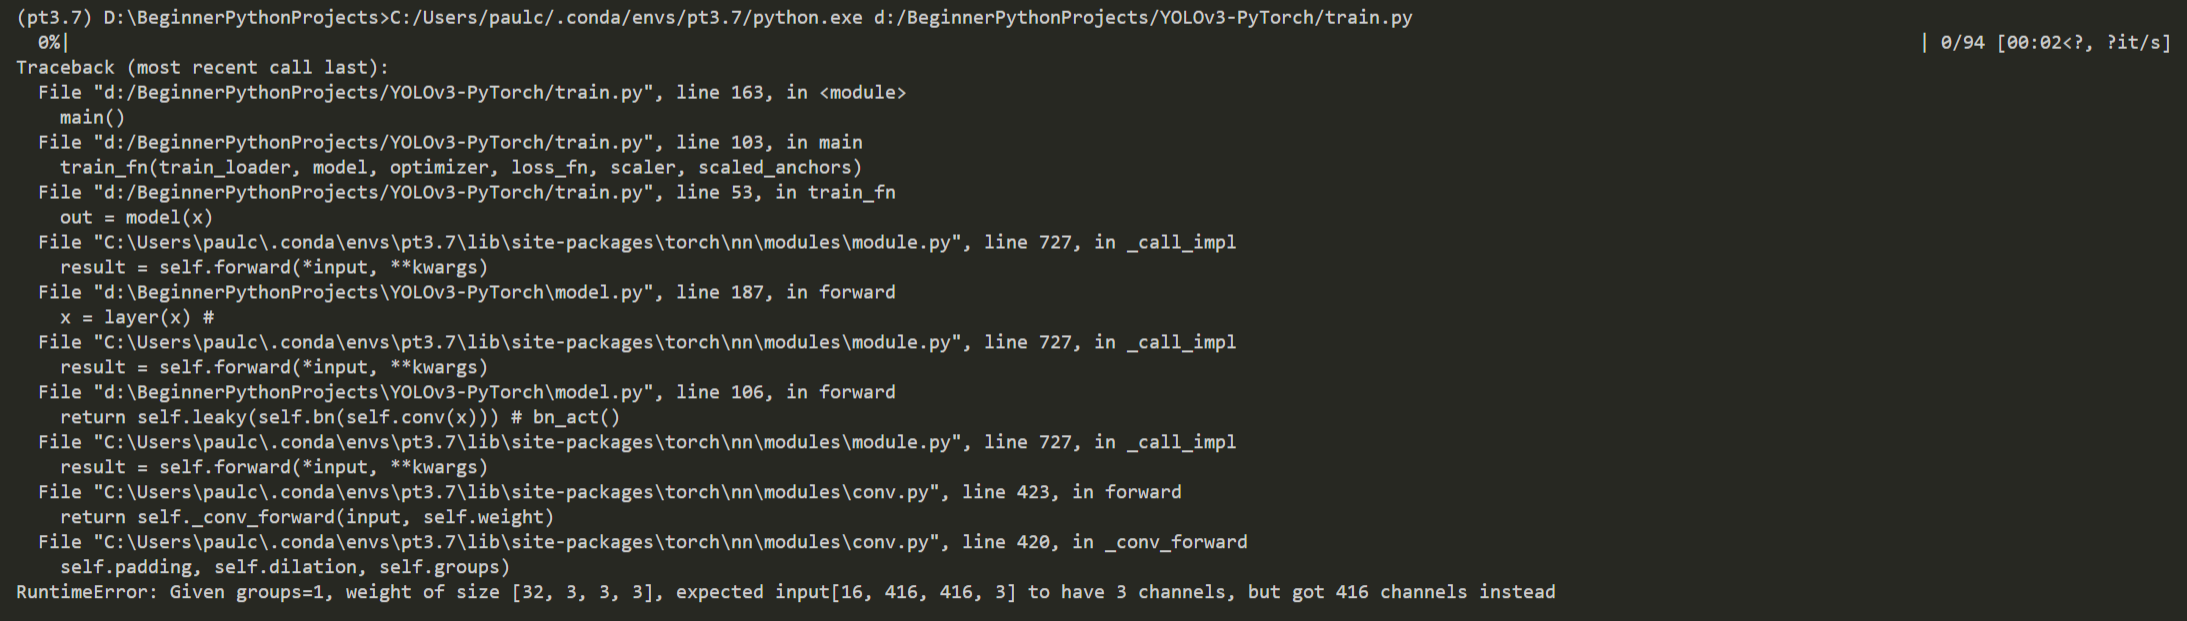 (pt3.7) D:\BeginnerPythonProjects>C:/Users/paulc/.conda/envs/pt3.7/python.exe d:/BeginnerPythonProjects/YOLOv3-PyTorch/train.py
  0%|                                                                                          | 0/94 [00:02<?, ?it/s]
Traceback (most recent call last):
  File "d:/BeginnerPythonProjects/YOLOv3-PyTorch/train.py", line 163, in <module>
    main()
  File "d:/BeginnerPythonProjects/YOLOv3-PyTorch/train.py", line 103, in main
    train_fn(train_loader, model, optimizer, loss_fn, scaler, scaled_anchors)
  File "d:/BeginnerPythonProjects/YOLOv3-PyTorch/train.py", line 53, in train_fn
    out = model(x)
  File "C:\Users\paulc\.conda\envs\pt3.7\lib\site-packages\torch\nn\modules\module.py", line 727, in _call_impl
    result = self.forward(*input, **kwargs)
  File "d:\BeginnerPythonProjects\YOLOv3-PyTorch\model.py", line 187, in forward
    x = layer(x) #
  File "C:\Users\paulc\.conda\envs\pt3.7\lib\site-packages\torch\nn\modules\module.py", line 727, in _call_impl
    result = self.forward(*input, **kwargs)
  File "d:\BeginnerPythonProjects\YOLOv3-PyTorch\model.py", line 106, in forward
    return self.leaky(self.bn(self.conv(x))) # bn_act()
  File "C:\Users\paulc\.conda\envs\pt3.7\lib\site-packages\torch\nn\modules\module.py", line 727, in _call_impl
    result = self.forward(*input, **kwargs)
  File "C:\Users\paulc\.conda\envs\pt3.7\lib\site-packages\torch\nn\modules\conv.py", line 423, in forward
    return self._conv_forward(input, self.weight)
  File "C:\Users\paulc\.conda\envs\pt3.7\lib\site-packages\torch\nn\modules\conv.py", line 420, in _conv_forward
    self.padding, self.dilation, self.groups)
RuntimeError: Given groups=1, weight of size [32, 3, 3, 3], expected input[16, 416, 416, 3] to have 3 channels, but got 416 channels instead